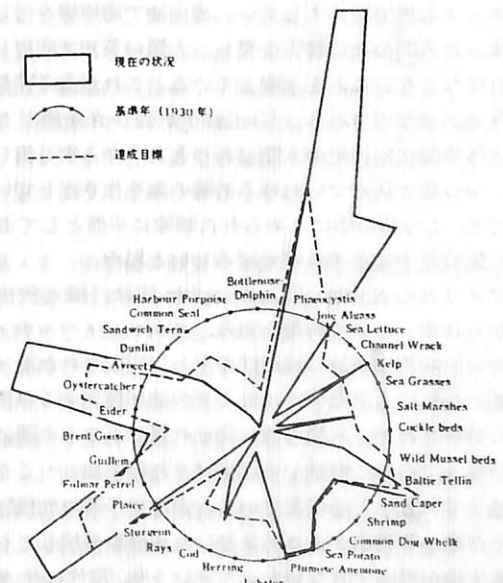 現在の状況
基準年 (1930年)
達成目標
Bottlenose
Dolphin
Harbour Porpoise
Common Seal
Sandwich Tern
Dunlin
Avocet
Oystercatcher
Eider
Brent Goose
Guillemot
Fulmar Petrel
Plaice
Sturgeon
Rays
Cod
Herring
Algaes
Sea Lettuce
Channel Wrack
Sea Grasses
Salt Marshes
Cockle beds
Wild Mussel beds
Baltic Tellin
Sand Gaper
Shrimp
Common Dog Whelk
Sea Potato
Plumose Anemone
Lobster